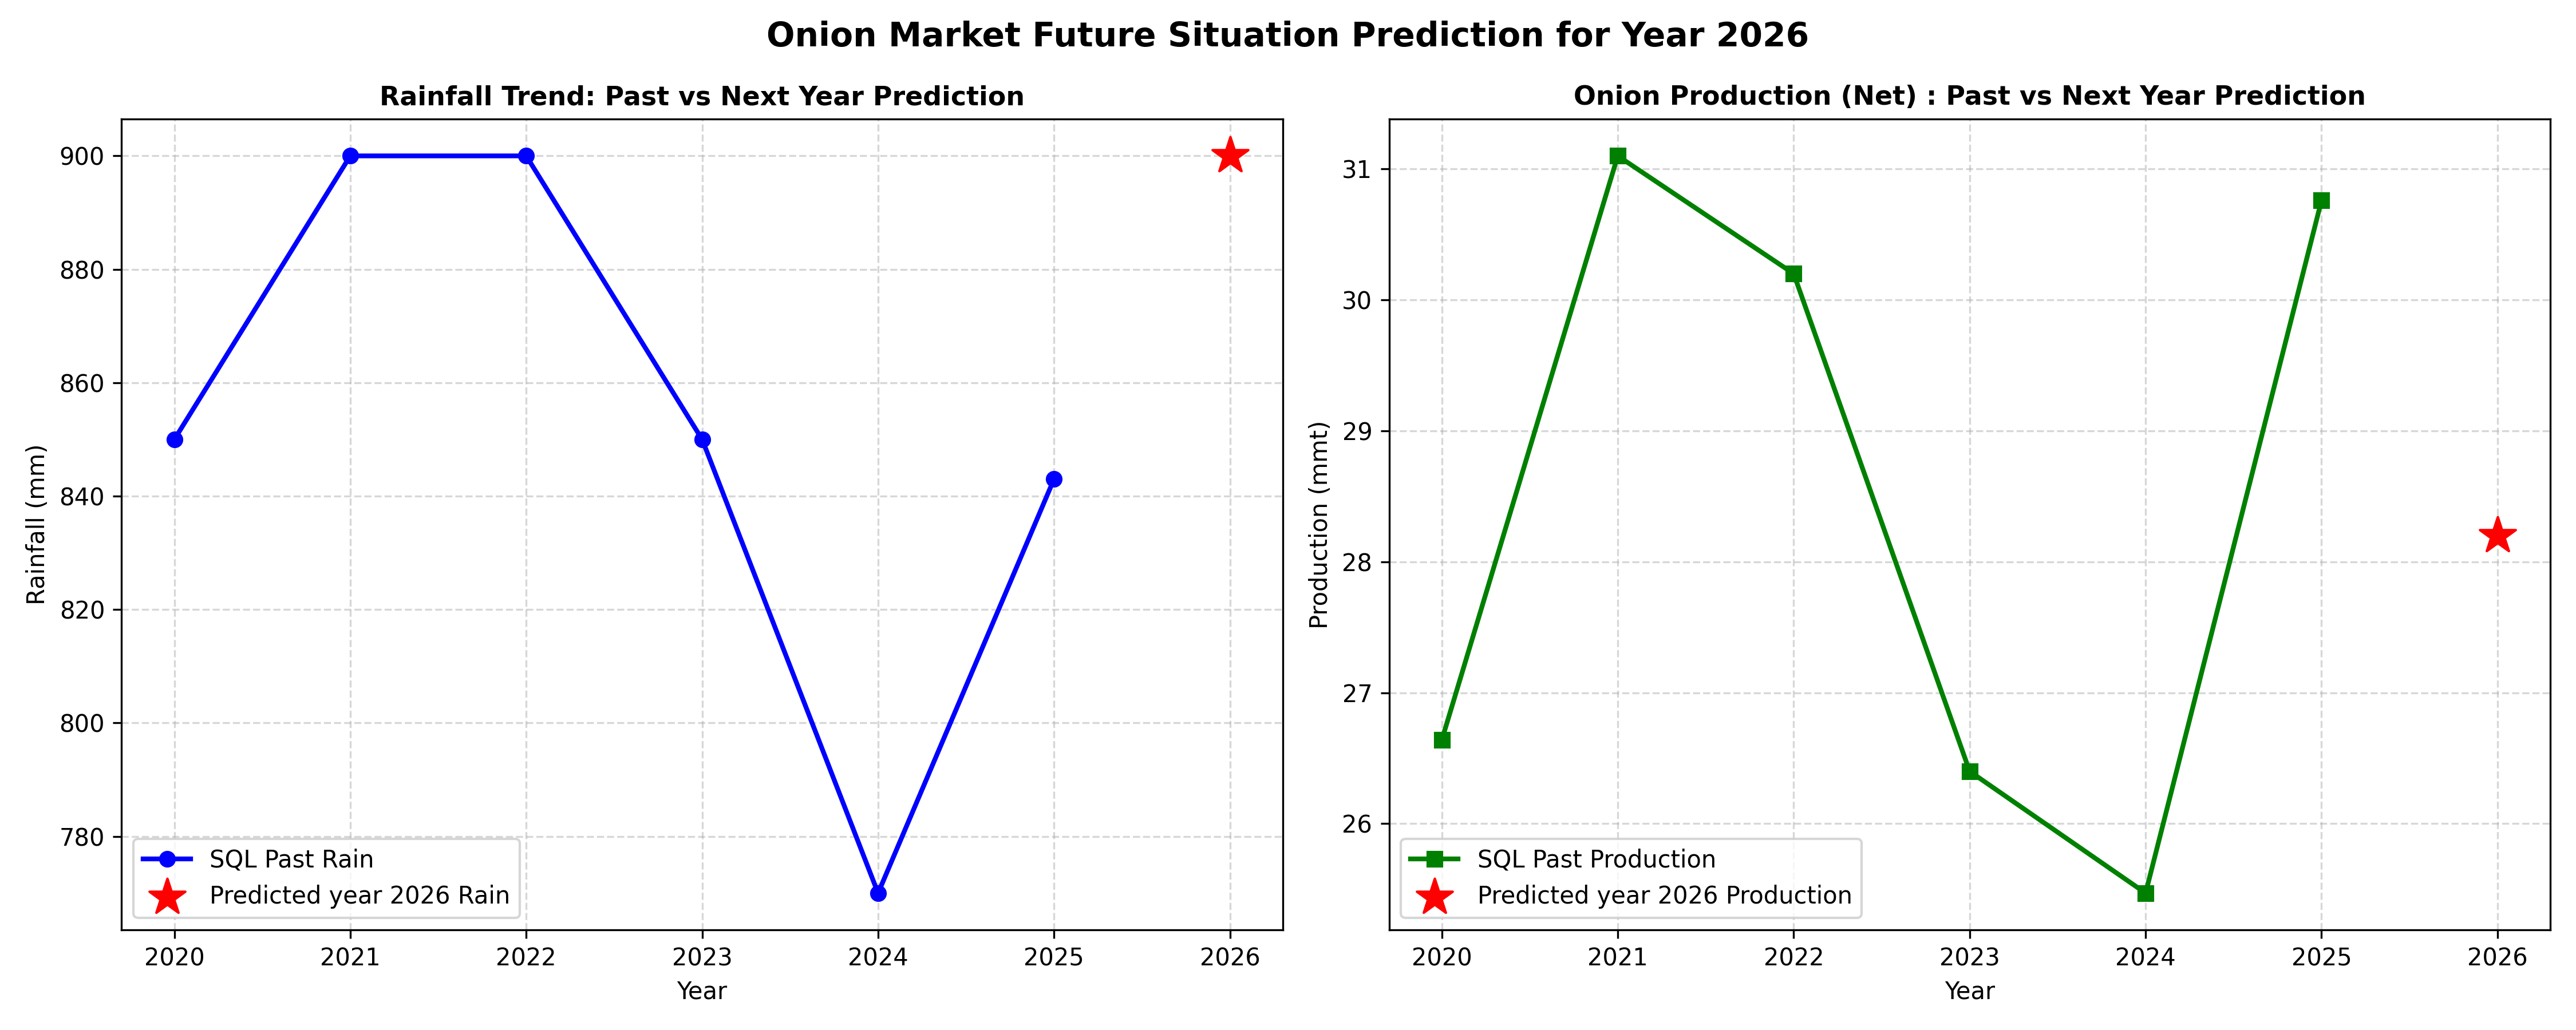 Onion Market Future Situation Prediction for Year 2026
Rainfall Trend: Past vs Next Year Prediction
Rainfall (mm)
900
880
860
840
820
800
780
SQL Past Rain
Predicted year 2026 Rain
2020 2021 2022 2023 2024 2025 2026
Year
Onion Production (Net) : Past vs Next Year Prediction
Production (mmt)
31
30
29
28
27
26
SQL Past Production
Predicted year 2026 Production
2020 2021 2022 2023 2024 2025 2026
Year